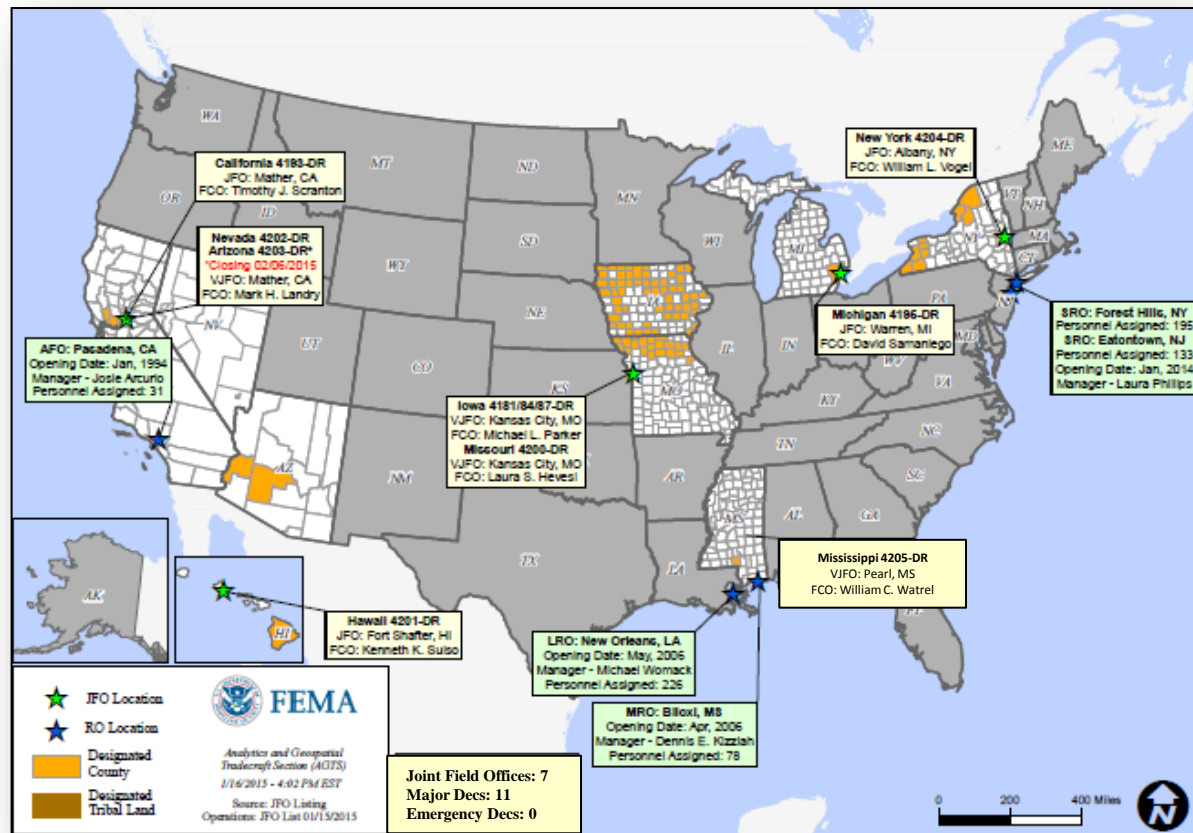 WA
MT
ND
MN
ME
OR
ID
SD
WI
MI
NY
VT
NH
MA
CT
WY
NE
IA
PA
NJ
NV
UT
CO
KS
MO
IL
IN
WV
MD
VA
KY
AZ
NM
TN
NC
AR
SC
MS
AL
GA
TX
LA
FL
AK
HI
California 4193-DR
JFO: Mather, CA
FCO: Timothy J. Scranton
Nevada 4202-DR
Arizona 4203-DR*
*Closing 02/06/2015
VJFO: Mather, CA
FCO: Mark H. Landry
AFO: Pasadena, CA
Opening Date: Jan, 1994
Manager - Josie Arcurio
Personnel Assigned: 31
New York 4204-DR
JFO: Albany, NY
FCO: William L. Vogel
Michigan 4195-DR
JFO: Warren, MI
FCO: David Samaniego
SRO: Forest Hills, NY
Personnel Assigned: 195
SRO: Eatontown, NJ
Personnel Assigned: 133
Opening Date: Jan, 2014
Manager - Laura Phillips
Iowa 4181/84/87-DR
VJFO: Kansas City, MO
FCO: Michael L. Parker
Missouri 4200-DR
VJFO: Kansas City, MO
FCO: Laura S. Hevesi
Mississippi 4205-DR
VJFO: Pearl, MS
FCO: William C. Watrel
Hawaii 4201-DR
JFO: Fort Shafter, HI
FCO: Kenneth K. Suiso
LRO: New Orleans, LA
Opening Date: May, 2006
Manager - Michael Womack
Personnel Assigned: 226
MRO: Biloxi, MS
Opening Date: Apr, 2006
Manager - Dennis E. Kizziah
Personnel Assigned: 78
JFO Location
RO Location
Designated
County
Designated
Tribal Land
FEMA
Analytics and Geospatial
Tradecraft Section (AGTS)
1/16/2015 - 4:02 PM EST
Source: JFO Listing
Operations: JFO List 01/15/2015
Joint Field Offices: 7
Major Decs: 11
Emergency Decs: 0
0 200 400 Miles
N